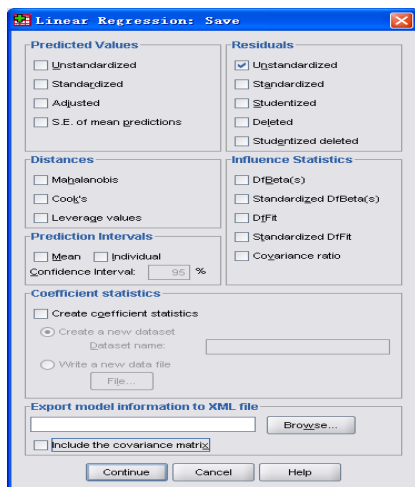 Linear Regression: Save
Predicted Values
Unstandardized
Standardized
Adjusted
S.E. of mean predictions
Residuals
Unstandardized
Standardized
Studentized
Deleted
Studentized deleted
Distances
Mahalanobis
Cook's
Leverage values
Influence Statistics
DfBeta(s)
Standardized DfBeta(s)
DfFit
Standardized DfFit
Covariance ratio
Prediction Intervals
Mean Individual
Confidence Interval: 95 %
Coefficient statistics
Create coefficient statistics
Create a new dataset
Dataset name:
Write a new data file
File...
Export model information to XML file
Browse...
Include the covariance matrix
Continue Cancel Help